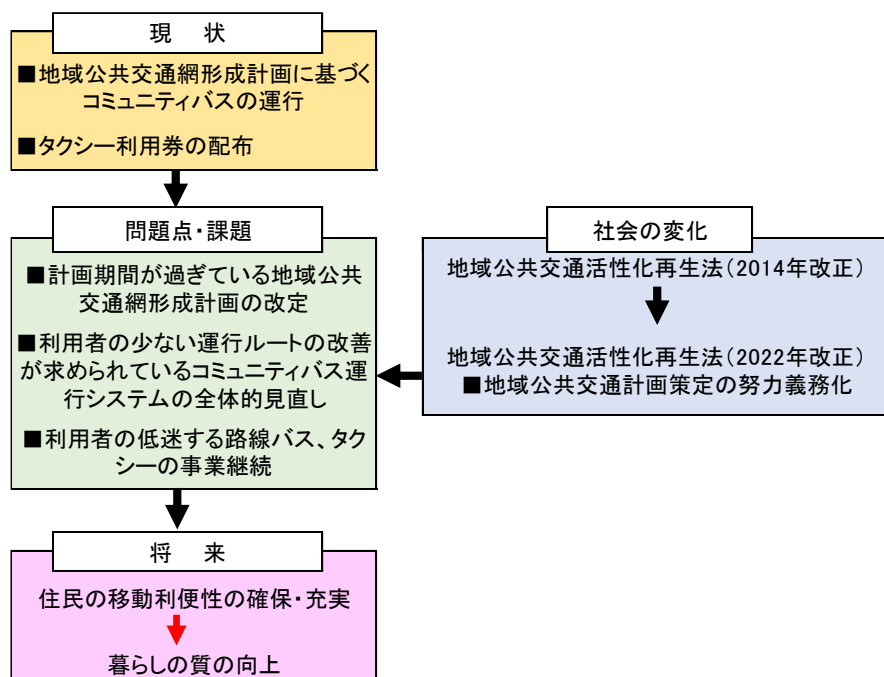 現　状
■地域公共交通網形成計画に基づく
コミュニティバスの運行
■タクシー利用券の配布
問題点・課題
■計画期間が過ぎている地域公共
交通網形成計画の改定
■利用者の少ない運行ルートの改善
が求められているコミュニティバス運
行システムの全体的見直し
■利用者の低迷する路線バス、タク
シーの事業継続
社会の変化
地域公共交通活性化再生法（2014年改正）
地域公共交通活性化再生法（2022年改正）
■地域公共交通計画策定の努力義務化
将　来
住民の移動利便性の確保・充実
暮らしの質の向上